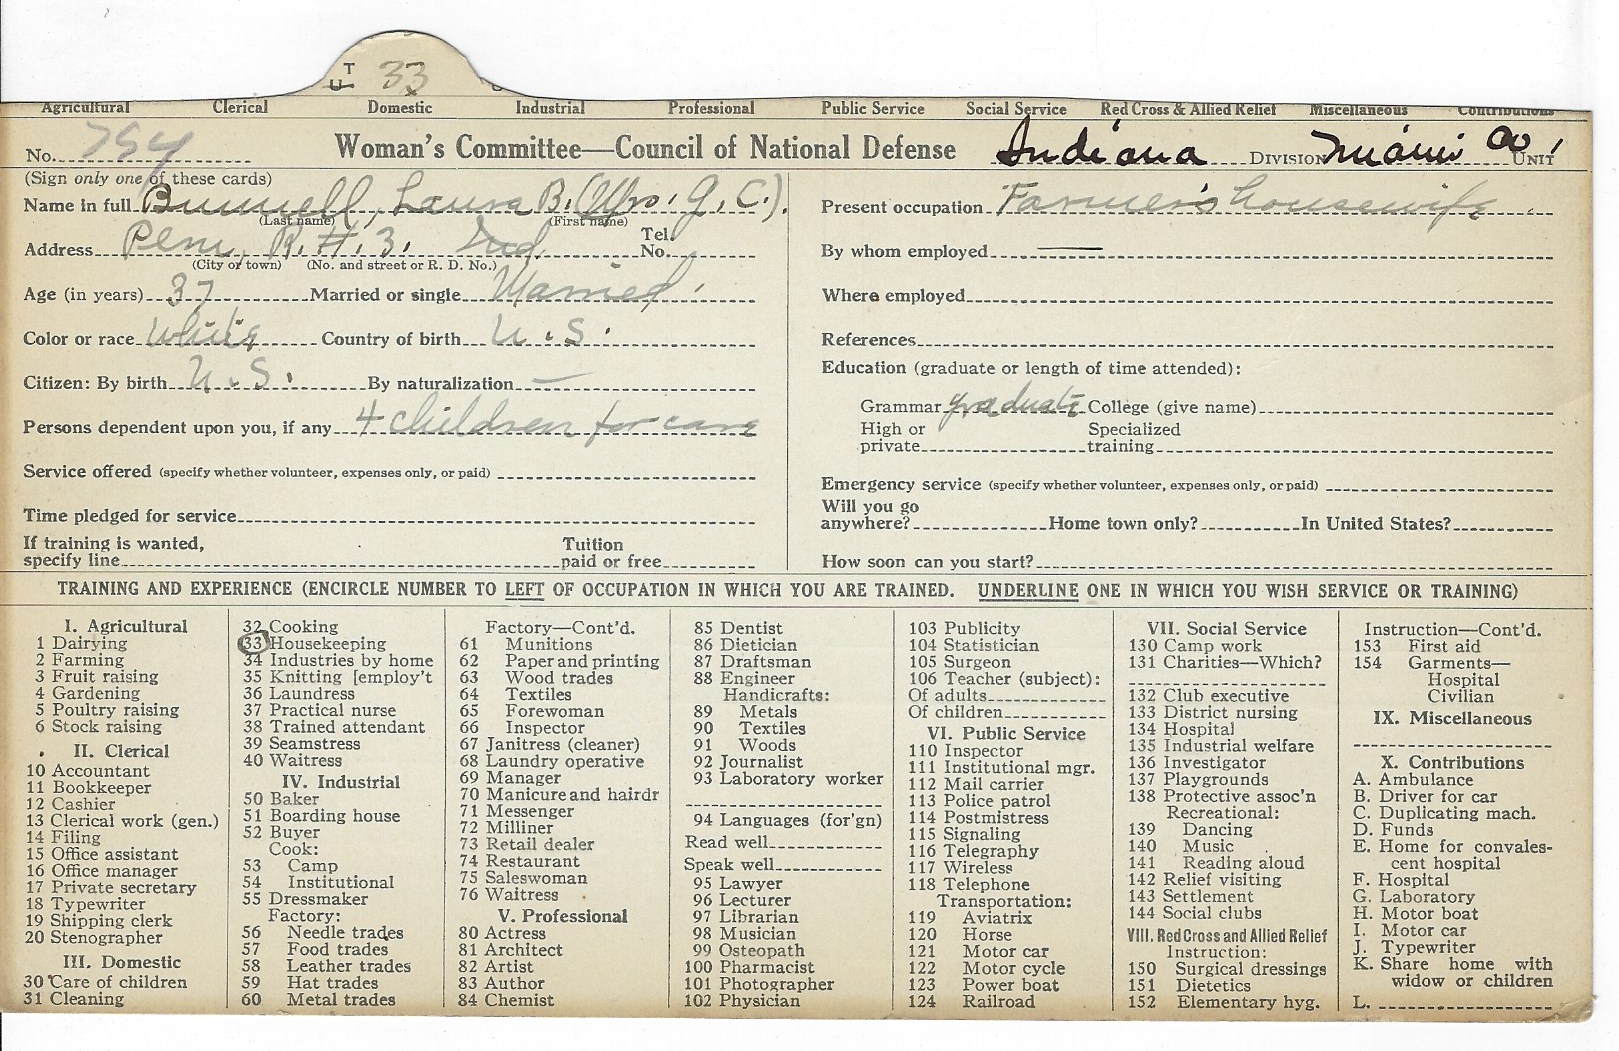 33
Agricultural Clerical Domestic Industrial Professional Public Service Social Service Red Cross & Allied Relief Miscellaneous Contributions
No. 754 Woman's Committee—Council of National Defense Indiana DIVISION Miami Co. UNIT
(Sign only one of these cards)
Name in full Bunnell, Laura B. (Mrs. G. C.).
(Last name) (First name)
Address Peru, R. #. 3. Ind. Tel. No.
(City or town) (No. and street or R. D. No.)
Age (in years) 37 Married or single Married.
Color or race White Country of birth U. S.
Citizen: By birth U. S. By naturalization —
Persons dependent upon you, if any 4 children for care
Service offered (specify whether volunteer, expenses only, or paid)
Time pledged for service
If training is wanted, specify line Tuition paid or free
Present occupation Farmer's housewife
By whom employed —
Where employed
References
Education (graduate or length of time attended):
Grammar graduate College (give name)
High or private Specialized training
Emergency service (specify whether volunteer, expenses only, or paid)
Will you go anywhere? Home town only? In United States?
How soon can you start?
TRAINING AND EXPERIENCE (ENCIRCLE NUMBER TO LEFT OF OCCUPATION IN WHICH YOU ARE TRAINED. UNDERLINE ONE IN WHICH YOU WISH SERVICE OR TRAINING)
I. Agricultural
1 Dairying
2 Farming
3 Fruit raising
4 Gardening
5 Poultry raising
6 Stock raising
II. Clerical
10 Accountant
11 Bookkeeper
12 Cashier
13 Clerical work (gen.)
14 Filing
15 Office assistant
16 Office manager
17 Private secretary
18 Typewriter
19 Shipping clerk
20 Stenographer
III. Domestic
30 Care of children
31 Cleaning
32 Cooking
33 Housekeeping
34 Industries by home
35 Knitting [employ't
36 Laundress
37 Practical nurse
38 Trained attendant
39 Seamstress
40 Waitress
IV. Industrial
50 Baker
51 Boarding house
52 Buyer
Cook:
53 Camp
54 Institutional
55 Dressmaker
Factory:
56 Needle trades
57 Food trades
58 Leather trades
59 Hat trades
60 Metal trades
Factory—Cont'd.
61 Munitions
62 Paper and printing
63 Wood trades
64 Textiles
65 Forewoman
66 Inspector
67 Janitress (cleaner)
68 Laundry operative
69 Manager
70 Manicure and hairdr
71 Messenger
72 Milliner
73 Retail dealer
74 Restaurant
75 Saleswoman
76 Waitress
V. Professional
80 Actress
81 Architect
82 Artist
83 Author
84 Chemist
85 Dentist
86 Dietician
87 Draftsman
88 Engineer
Handicrafts:
89 Metals
90 Textiles
91 Woods
92 Journalist
93 Laboratory worker
94 Languages (for'gn)
Read well
Speak well
95 Lawyer
96 Lecturer
97 Librarian
98 Musician
99 Osteopath
100 Pharmacist
101 Photographer
102 Physician
103 Publicity
104 Statistician
105 Surgeon
106 Teacher (subject):
Of adults
Of children
VI. Public Service
110 Inspector
111 Institutional mgr.
112 Mail carrier
113 Police patrol
114 Postmistress
115 Signaling
116 Telegraphy
117 Wireless
118 Telephone
Transportation:
119 Aviatrix
120 Horse
121 Motor car
122 Motor cycle
123 Power boat
124 Railroad
VII. Social Service
130 Camp work
131 Charities—Which?
132 Club executive
133 District nursing
134 Hospital
135 Industrial welfare
136 Investigator
137 Playgrounds
138 Protective assoc'n
Recreational:
139 Dancing
140 Music
141 Reading aloud
142 Relief visiting
143 Settlement
144 Social clubs
VIII. Red Cross and Allied Relief
Instruction:
150 Surgical dressings
151 Dietetics
152 Elementary hyg.
Instruction—Cont'd.
153 First aid
154 Garments—
Hospital
Civilian
IX. Miscellaneous
X. Contributions
A. Ambulance
B. Driver for car
C. Duplicating mach.
D. Funds
E. Home for convales-
cent hospital
F. Hospital
G. Laboratory
H. Motor boat
I. Motor car
J. Typewriter
K. Share home with
widow or children
L.